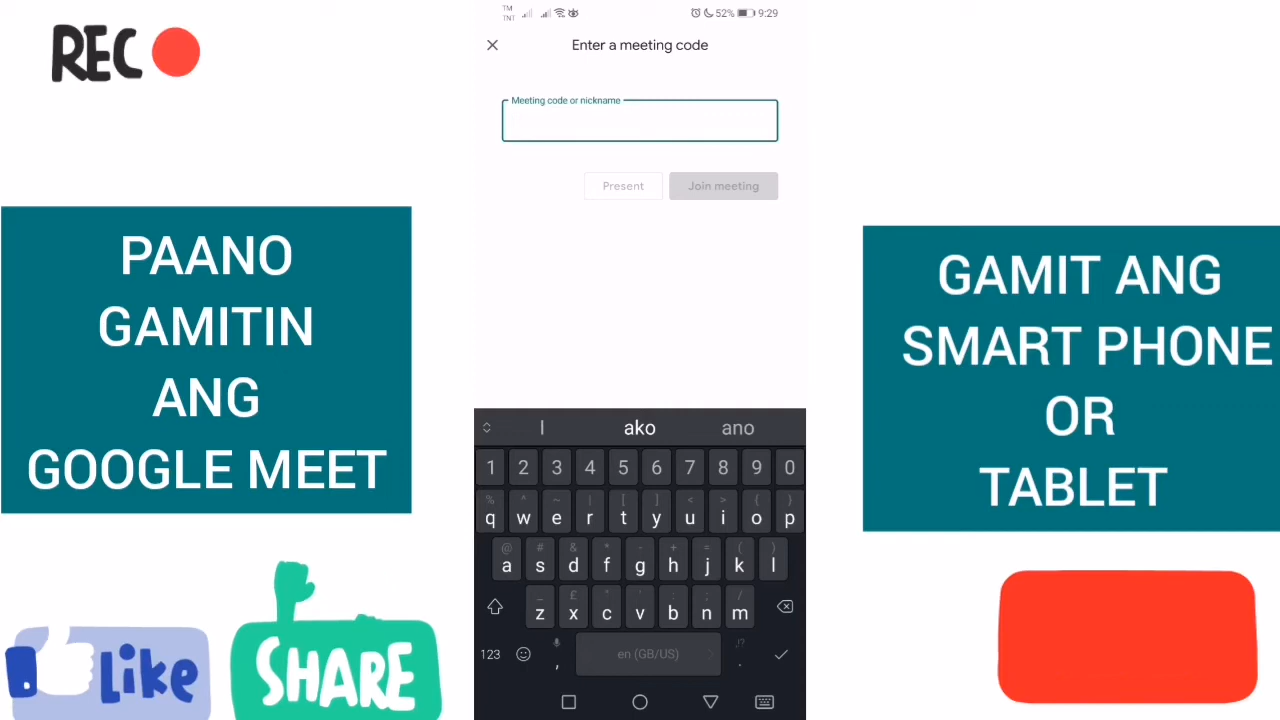 REC
TM
TNT
52% 9:29
Enter a meeting code
Meeting code or nickname
Present Join meeting
PAANO
GAMITIN
ANG
GOOGLE MEET
GAMIT ANG
SMART PHONE
OR
TABLET
I ako ano
1 2 3 4 5 6 7 8 9 0
% ^ ~ | [ ] < > { }
q w e r t y u i o p
@ # & * - + = ( )
a s d f g h j k l
_ £ " ' : ; /
z x c v b n m
123 , en (GB/US) .
Like
SHARE